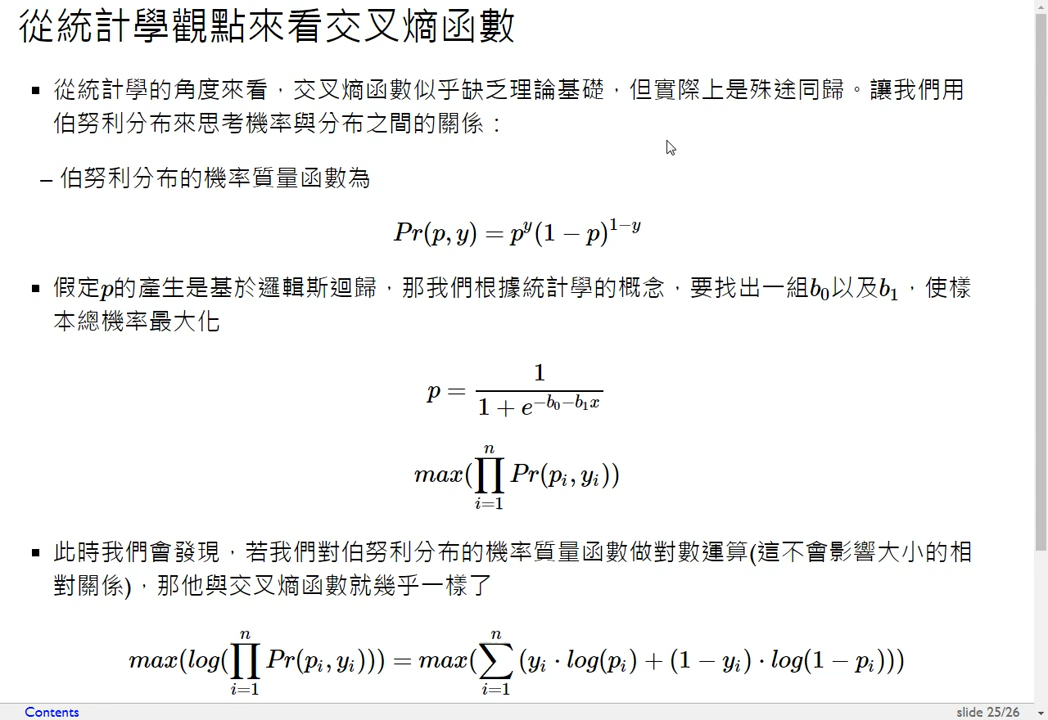 從統計學觀點來看交叉熵函數
▪ 從統計學的角度來看，交叉熵函數似乎缺乏理論基礎，但實際上是殊途同歸。讓我們用
伯努利分布來思考機率與分布之間的關係：
– 伯努利分布的機率質量函數為
Pr(p, y) = p^y(1 − p)^{1−y}
▪ 假定p的產生是基於邏輯斯迴歸，那我們根據統計學的概念，要找出一組b_0以及b_1，使樣
本總機率最大化
p = \frac{1}{1 + e^{−b_0−b_1x}}
max(∏_{i=1}^{n} Pr(p_i, y_i))
▪ 此時我們會發現，若我們對伯努利分布的機率質量函數做對數運算(這不會影響大小的相
對關係)，那他與交叉熵函數就幾乎一樣了
max(log(∏_{i=1}^{n} Pr(p_i, y_i))) = max(∑_{i=1}^{n} (y_i · log(p_i) + (1 − y_i) · log(1 − p_i)))
Contents slide 25/26